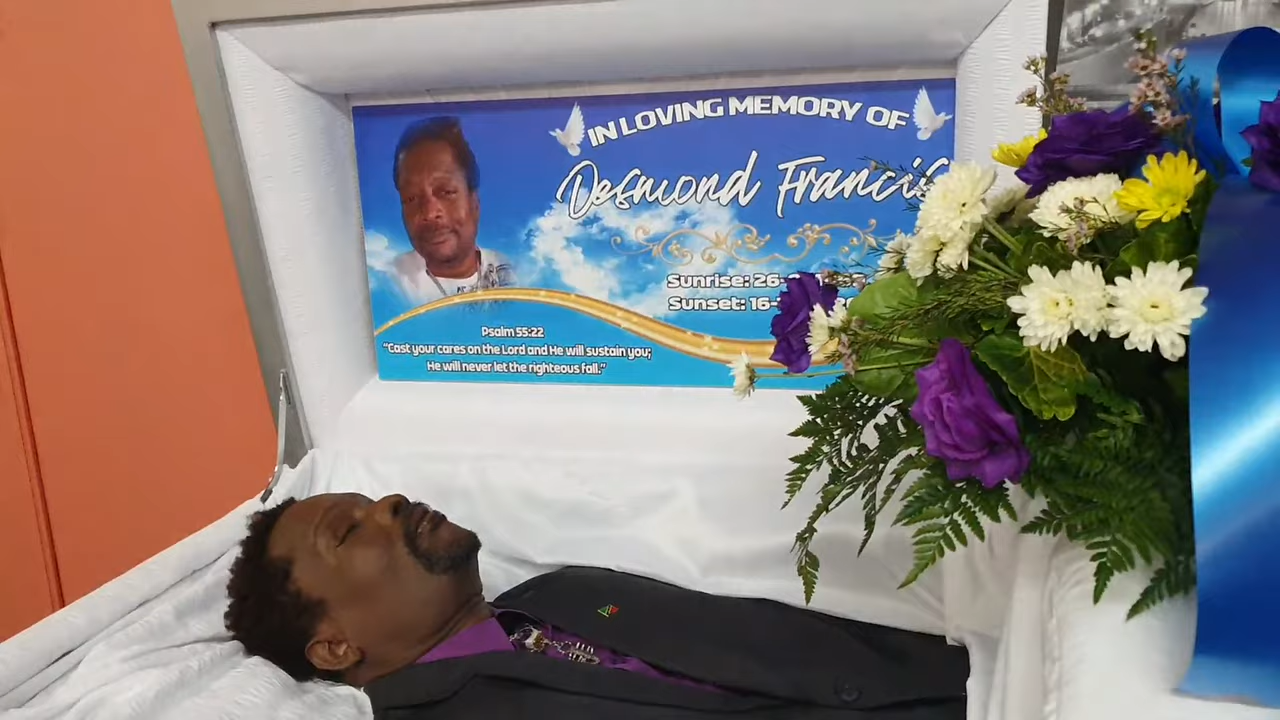 IN LOVING MEMORY OF
Desmond Francis
Sunrise: 26-
Sunset: 16-
Psalm 55:22
"Cast your cares on the Lord and He will sustain you;
He will never let the righteous fall."